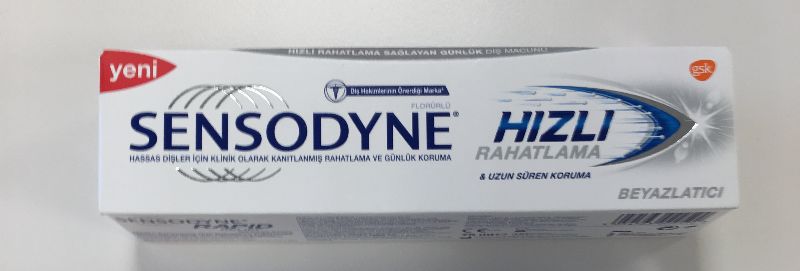 HIZLI RAHATLAMA SAĞLAYAN GÜNLÜK DİŞ MACUNU
yeni
Diş Hekimlerinin Önerdiği Marka*
gsk
FLORÜRLÜ
SENSODYNE®
HIZLI
RAHATLAMA
HASSAS DİŞLER İÇİN KLİNİK OLARAK KANITLANMIŞ RAHATLAMA VE GÜNLÜK KORUMA
& UZUN SÜREN KORUMA
BEYAZLATICI
SENSODYNE®
RAPID